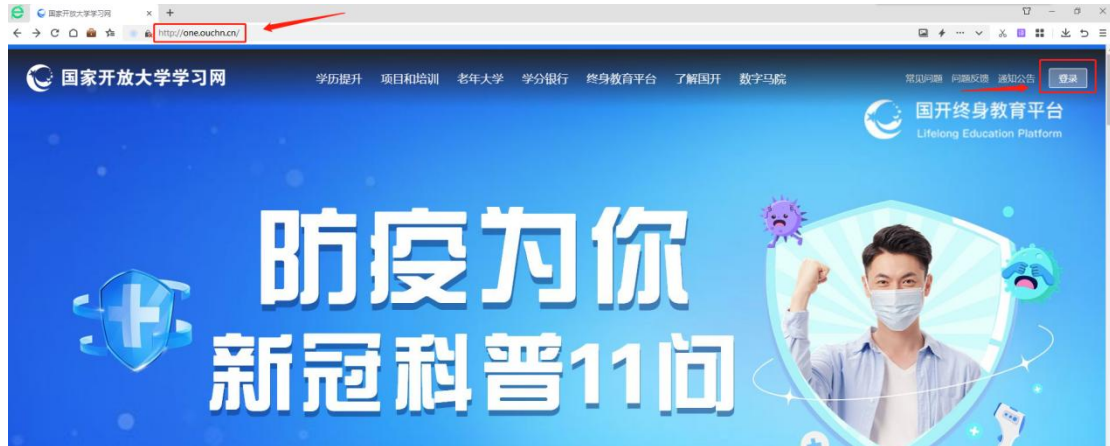 国家开放大学学习网
http://one.ouchn.cn/
国家开放大学学习网
学历提升 项目和培训 老年大学 学分银行 终身教育平台 了解国开 数字马院
常见问题 问题反馈 通知公告 登录
国开终身教育平台
Lifelong Education Platform
防疫为你
新冠科普11问